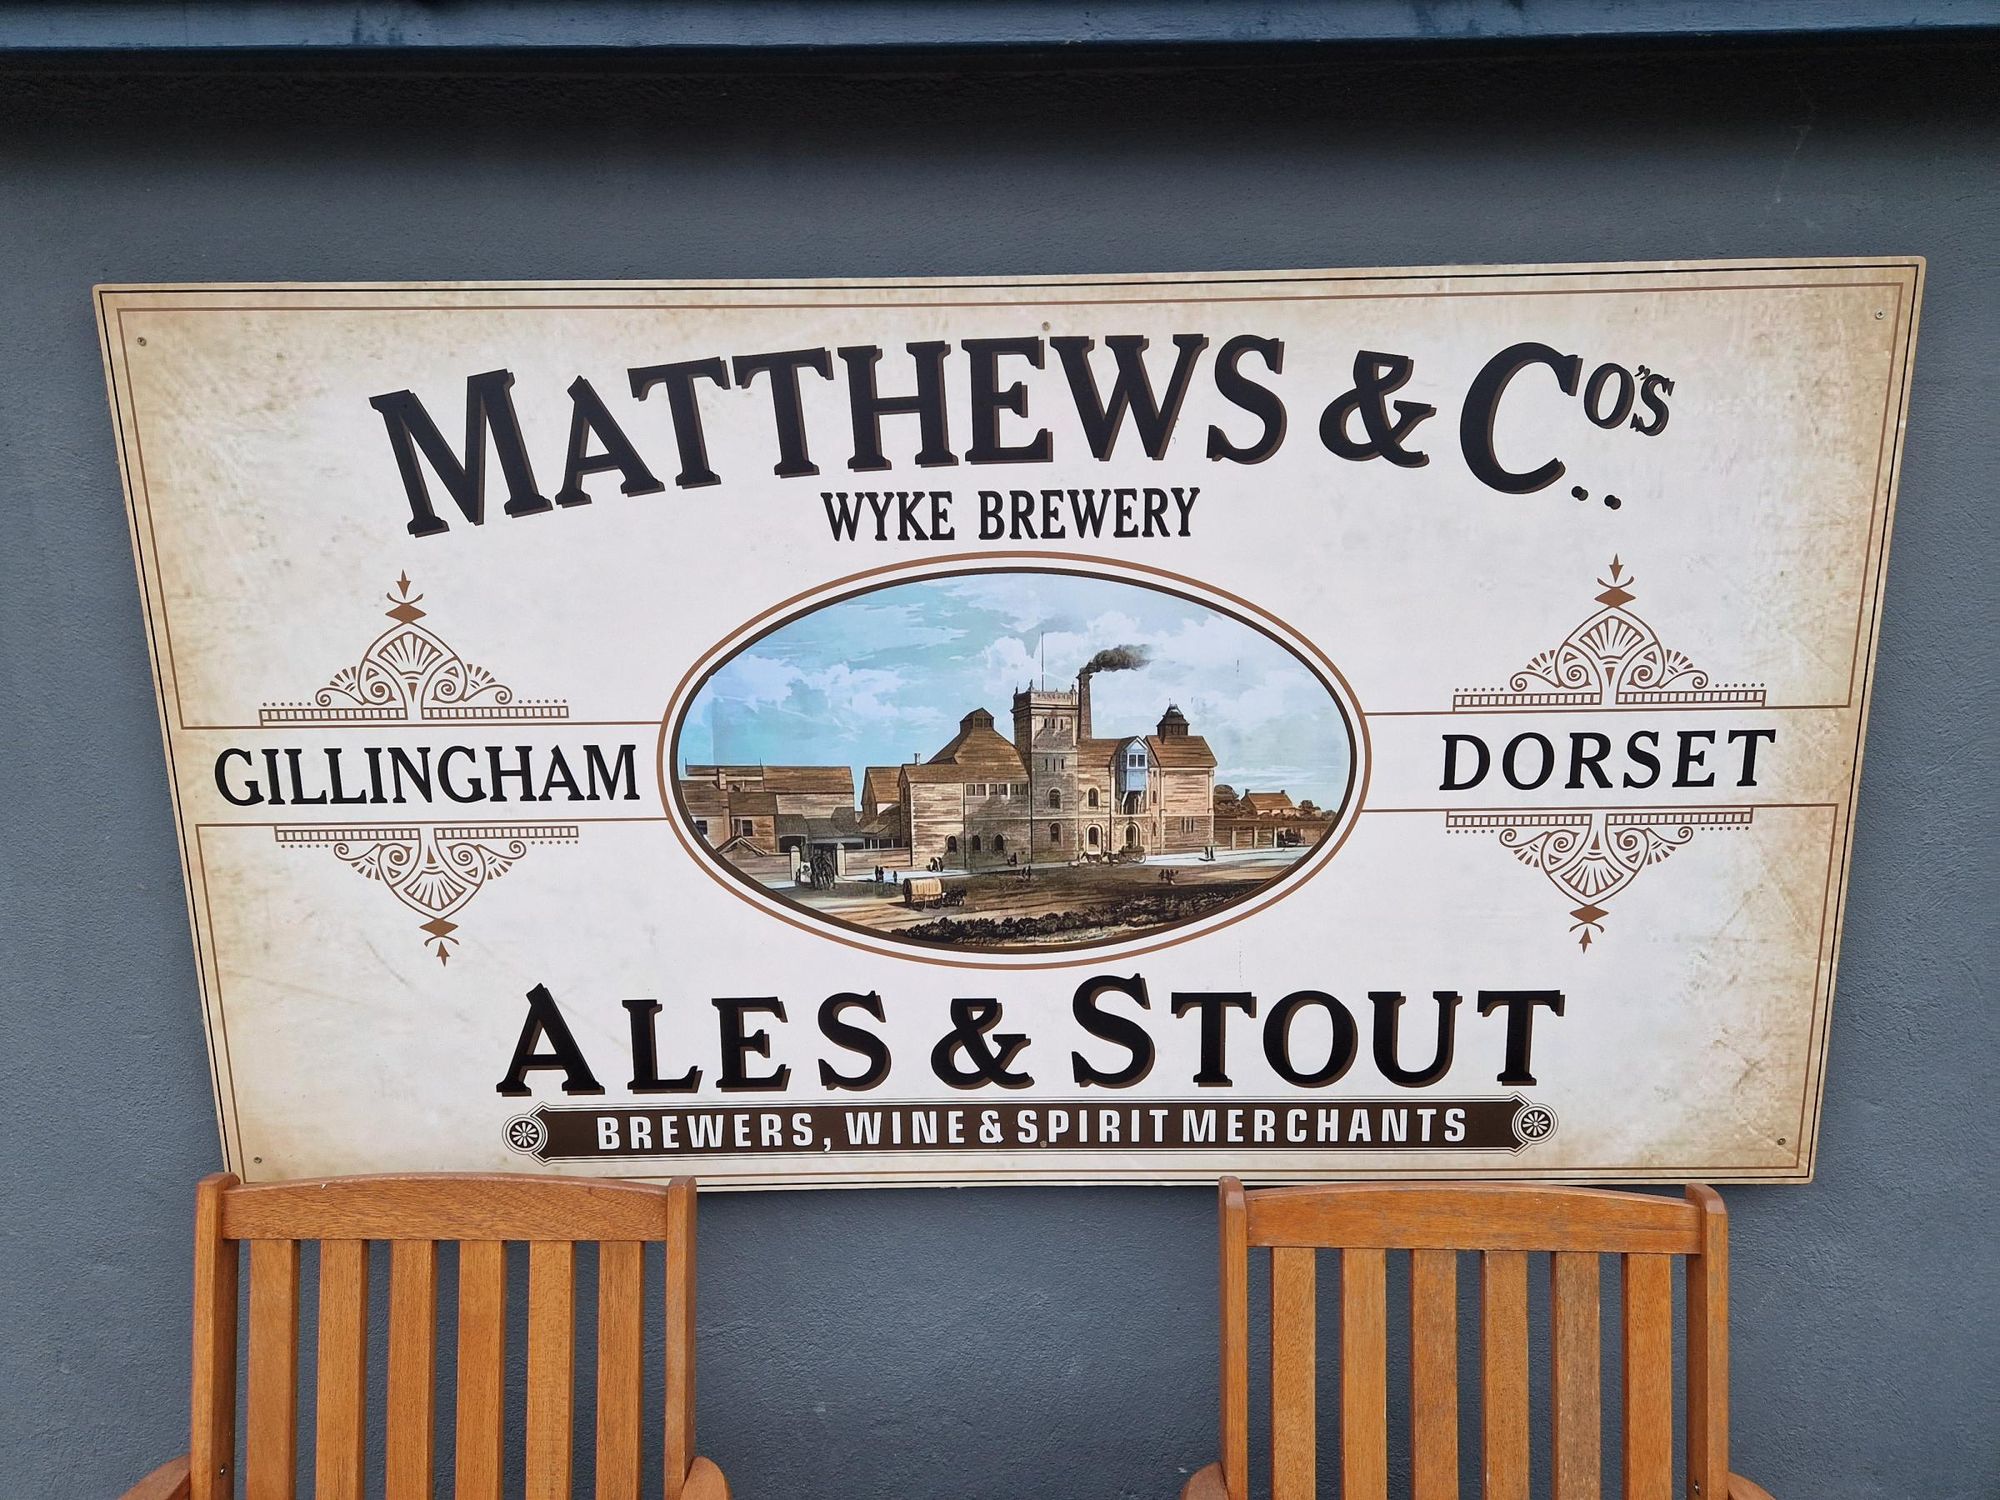 MATTHEWS & CO'S..
WYKE BREWERY
GILLINGHAM
DORSET
ALES & STOUT
BREWERS, WINE & SPIRIT MERCHANTS